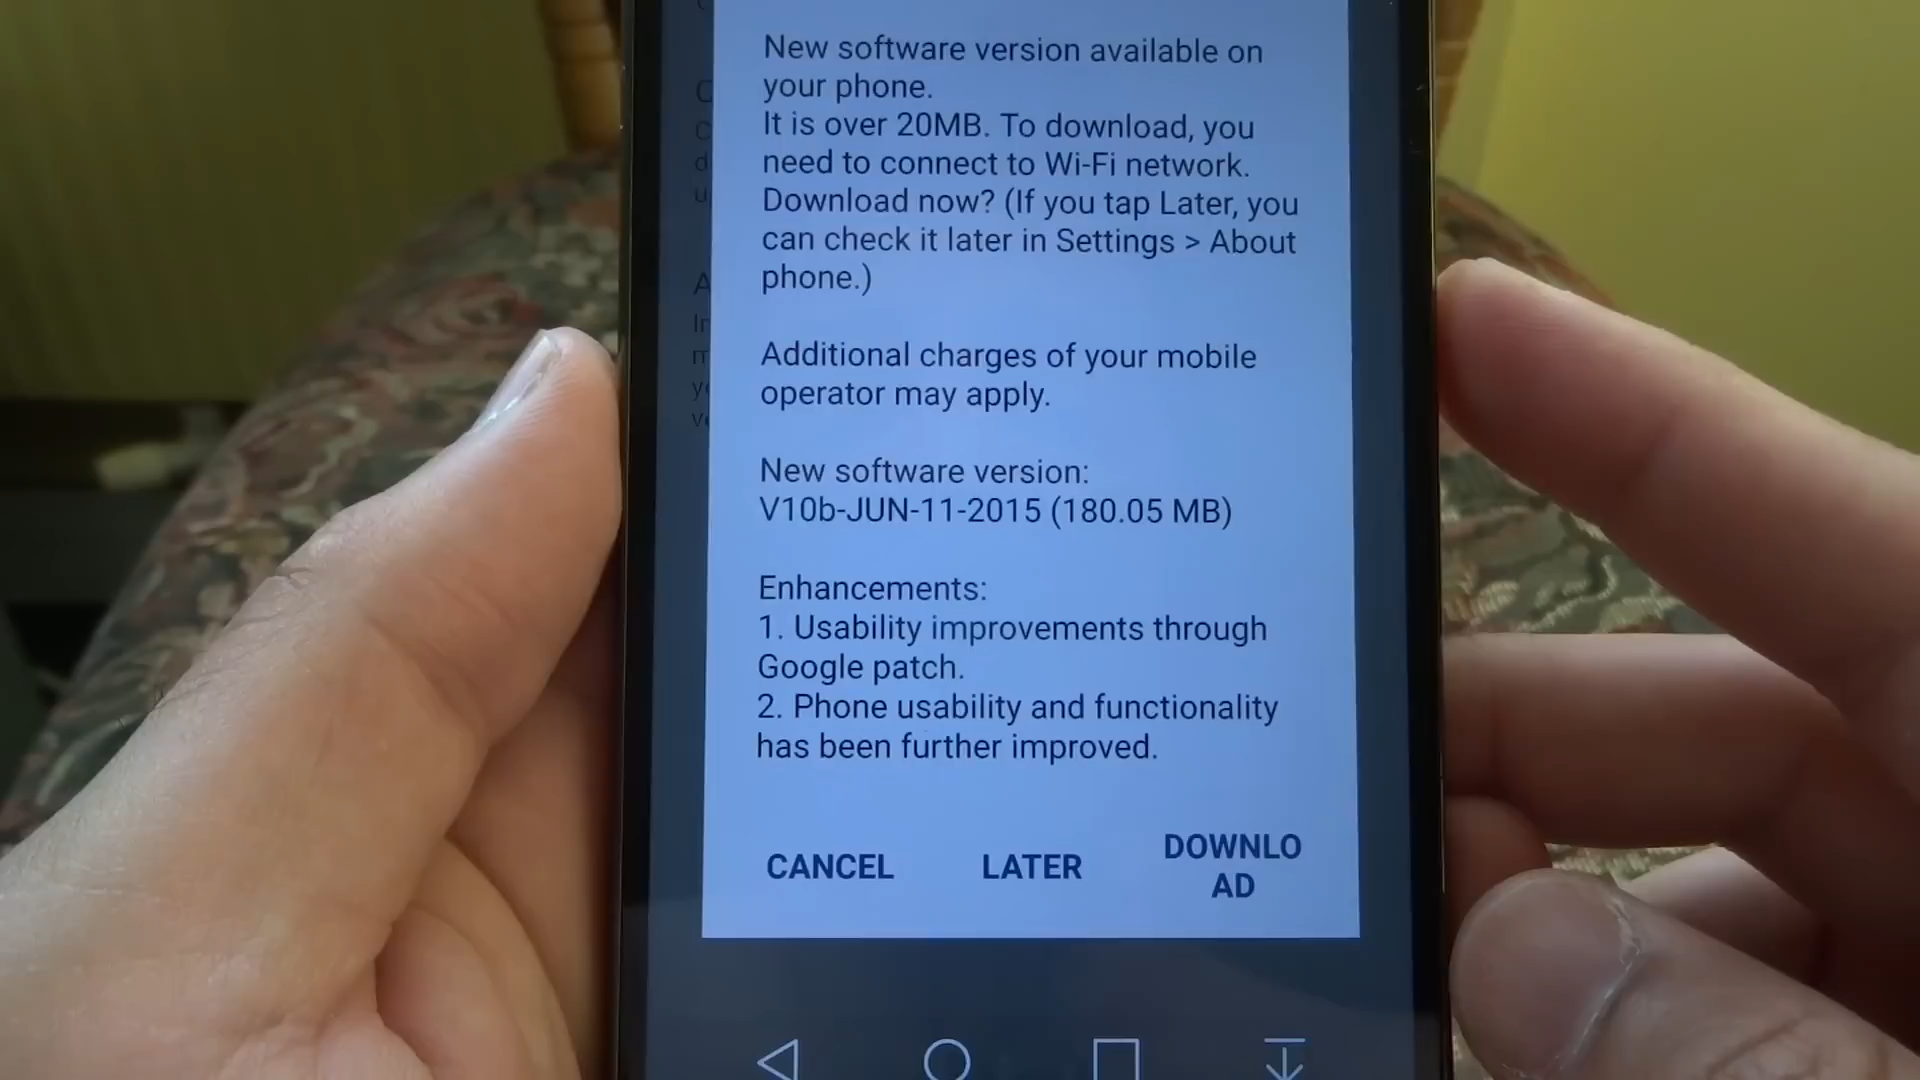 New software version available on
your phone.
It is over 20MB. To download, you
need to connect to Wi-Fi network.
Download now? (If you tap Later, you
can check it later in Settings > About
phone.)
Additional charges of your mobile
operator may apply.
New software version:
V10b-JUN-11-2015 (180.05 MB)
Enhancements:
1. Usability improvements through
Google patch.
2. Phone usability and functionality
has been further improved.
CANCEL
LATER
DOWNLO
AD